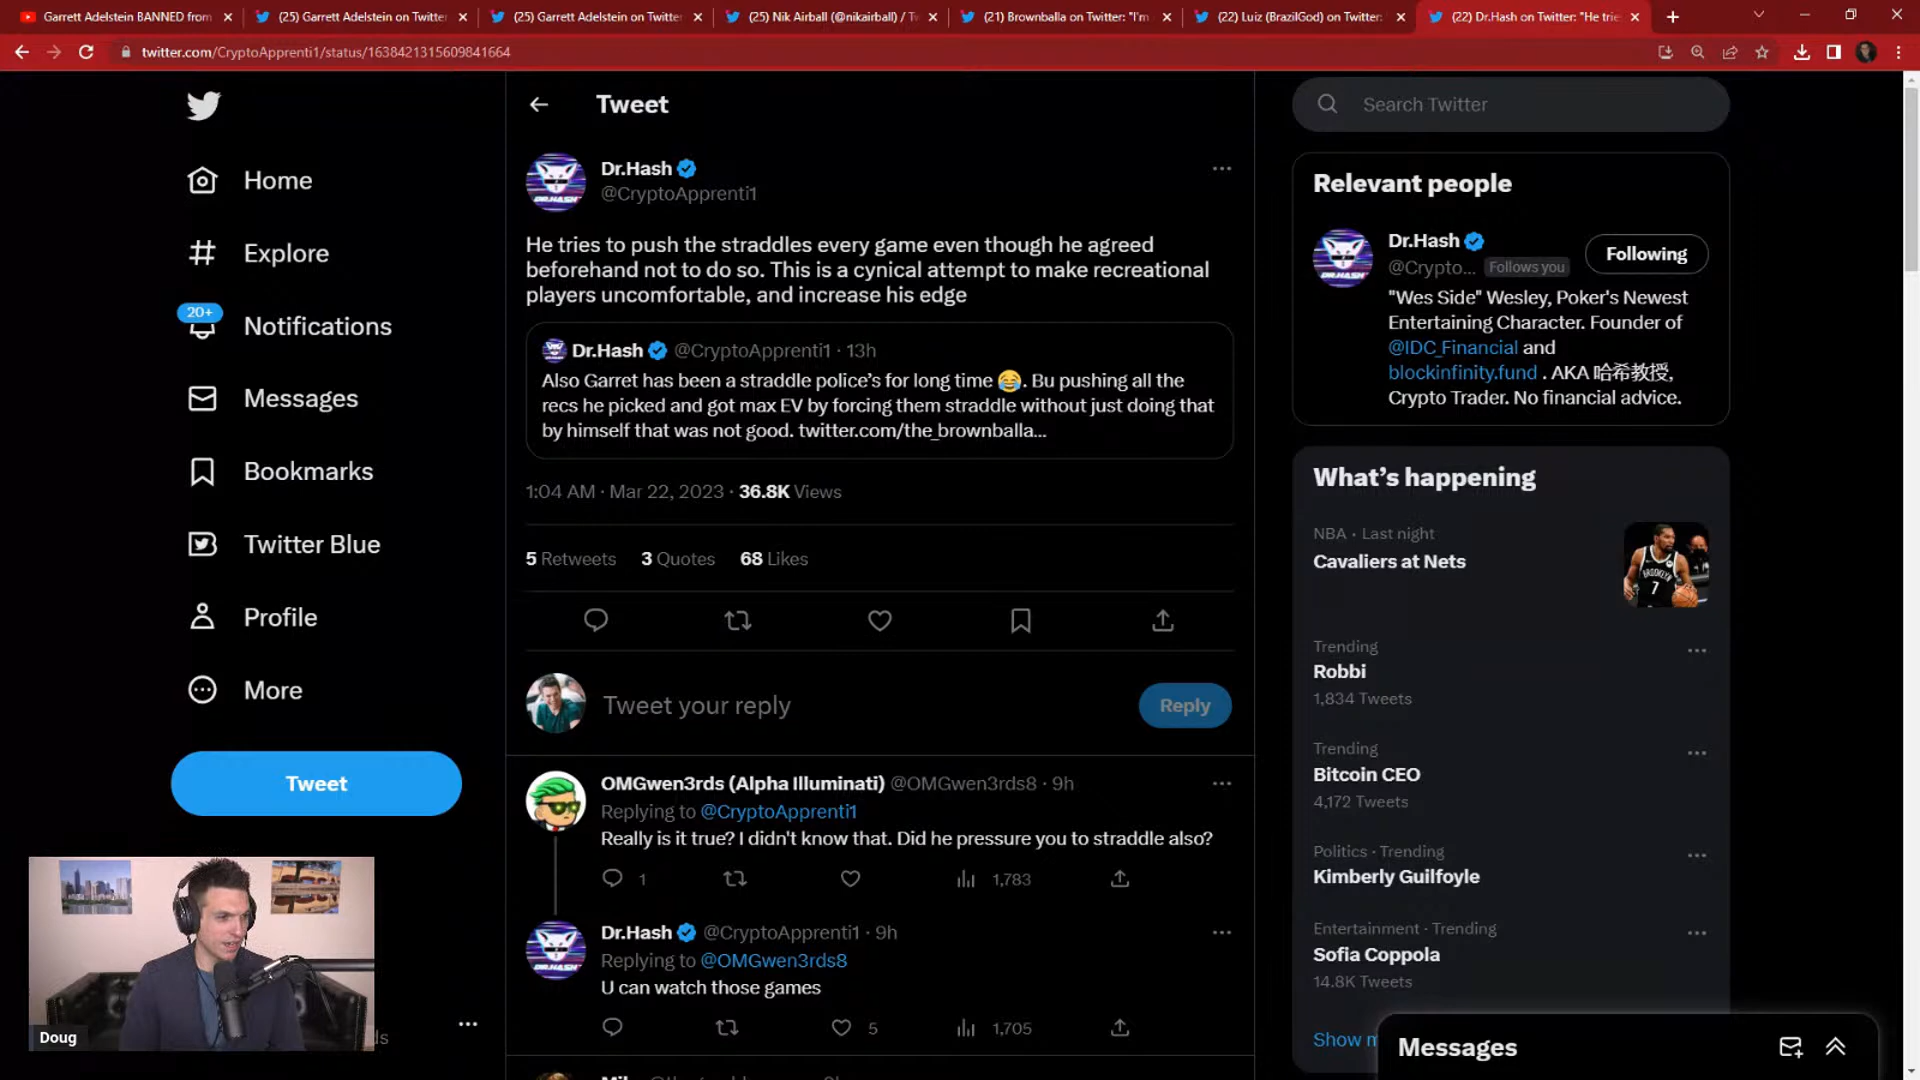 Garrett Adelstein BANNED from
(25) Garrett Adelstein on Twitter
(25) Garrett Adelstein on Twitte
(25) Nik Airball (@nikairball) / Tw
(21) Brownballa on Twitter: "I'm
(22) Luiz (BrazilGod) on Twitter:
(22) Dr.Hash on Twitter: "He trie
twitter.com/CryptoApprenti1/status/1638421315609841664
Home
Explore
20+
Notifications
Messages
Bookmarks
Twitter Blue
Profile
More
Tweet
Doug
Tweet
Dr.Hash
@CryptoApprenti1
He tries to push the straddles every game even though he agreed
beforehand not to do so. This is a cynical attempt to make recreational
players uncomfortable, and increase his edge
Dr.Hash @CryptoApprenti1 · 13h
Also Garret has been a straddle police's for long time 😂. Bu pushing all the
recs he picked and got max EV by forcing them straddle without just doing that
by himself that was not good. twitter.com/the_brownballa...
1:04 AM · Mar 22, 2023 · 36.8K Views
5 Retweets 3 Quotes 68 Likes
Tweet your reply
Reply
OMGwen3rds (Alpha Illuminati) @OMGwen3rds8 · 9h
Replying to @CryptoApprenti1
Really is it true? I didn't know that. Did he pressure you to straddle also?
1 1,783
Dr.Hash @CryptoApprenti1 · 9h
Replying to @OMGwen3rds8
U can watch those games
5 1,705
Search Twitter
Relevant people
Dr.Hash
@Crypto... Follows you
Following
"Wes Side" Wesley, Poker's Newest
Entertaining Character. Founder of
@IDC_Financial and
blockinfinity.fund . AKA 哈希教授,
Crypto Trader. No financial advice.
What's happening
NBA · Last night
Cavaliers at Nets
Trending
Robbi
1,834 Tweets
Trending
Bitcoin CEO
4,172 Tweets
Politics · Trending
Kimberly Guilfoyle
Entertainment · Trending
Sofia Coppola
14.8K Tweets
Show
Messages